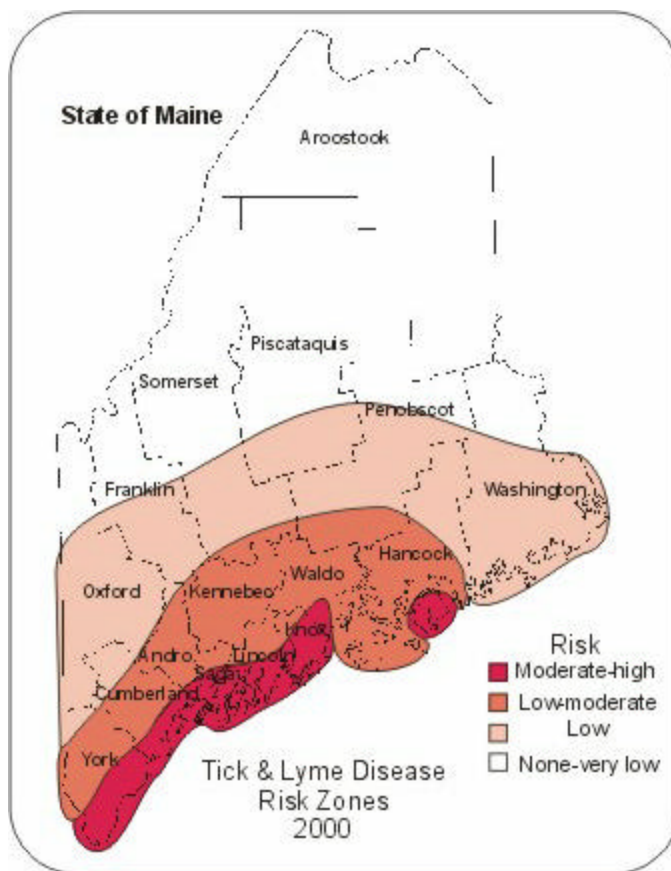 State of Maine
Aroostook
Piscataquis
Somerset
Penobscot
Franklin
Washington
Hancock
Waldo
Oxford
Kennebec
Knox
Andro.
Lincoln
Sagat
Cumberland
York
Risk
Moderate-high
Low-moderate
Low
None-very low
Tick & Lyme Disease
Risk Zones
2000